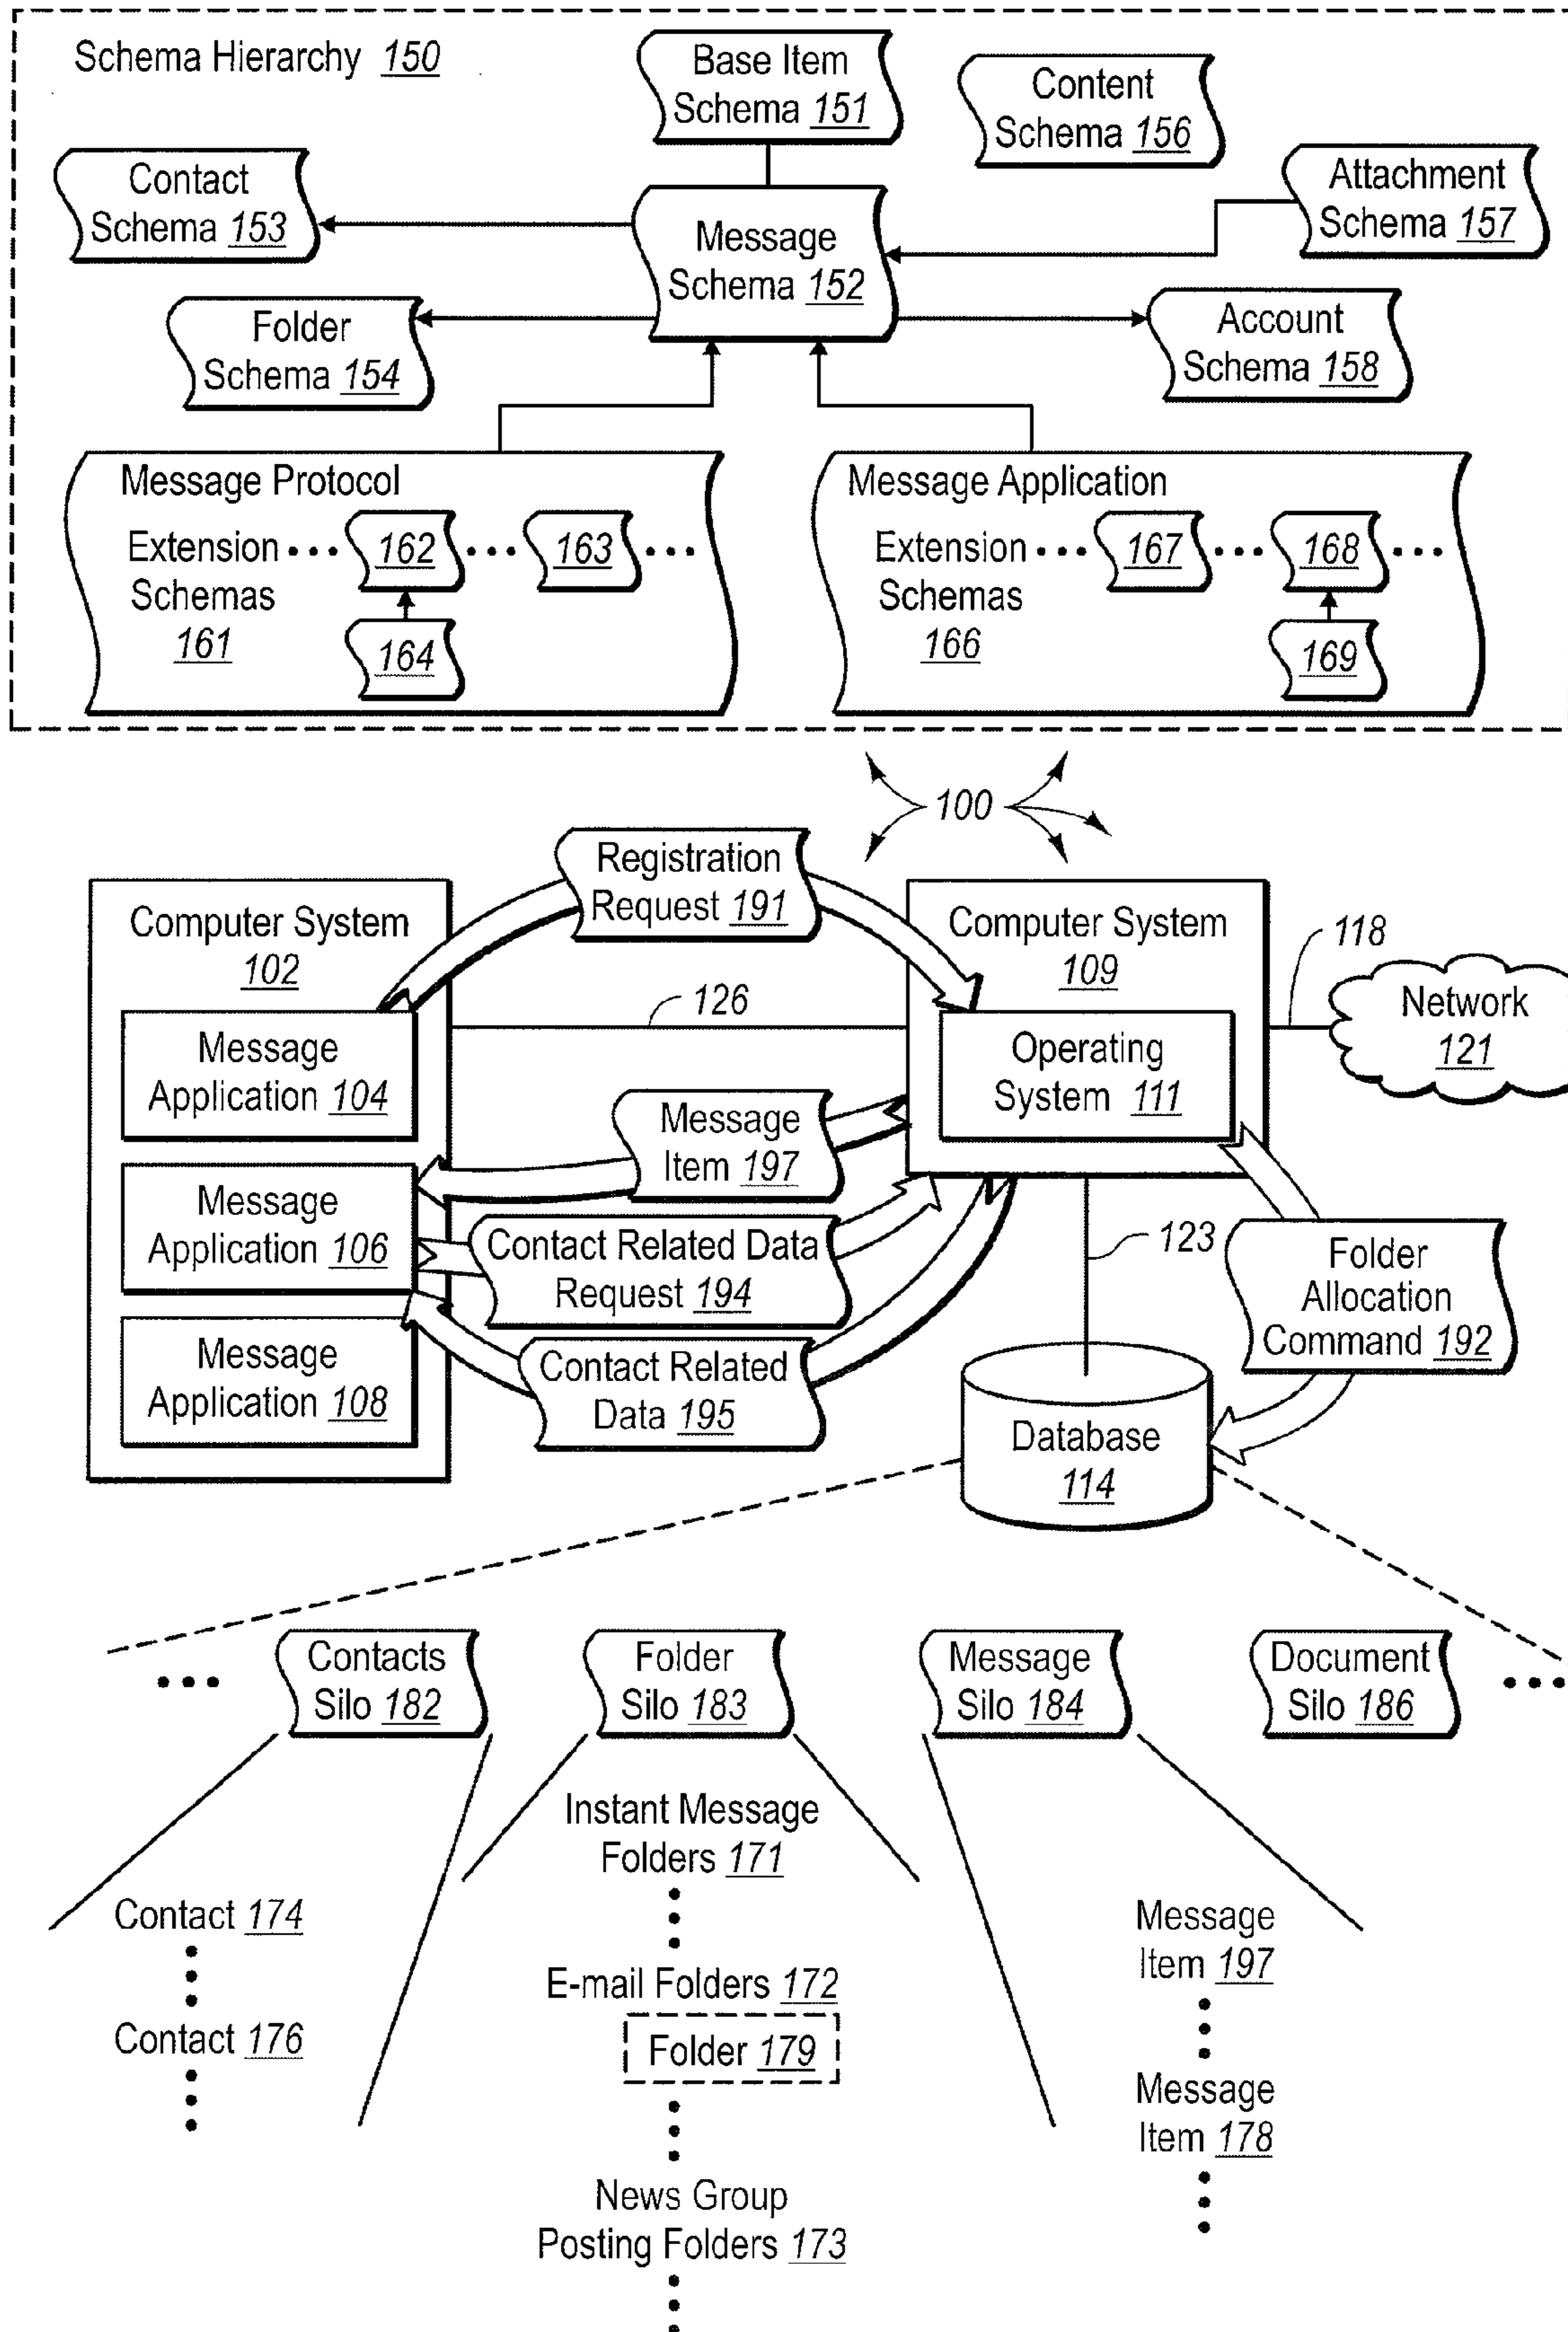 Schema Hierarchy 150
Base Item
Schema 151
Content
Schema 156
Contact
Schema 153
Attachment
Schema 157
Message
Schema 152
Folder
Schema 154
Account
Schema 158
Message Protocol
Extension
Schemas
161
162
163
164
Message Application
Extension
Schemas
166
167
168
169
100
Registration
Request 191
Computer System
102
Computer System
109
118
Network
121
126
Message
Application 104
Operating
System 111
Message
Item 197
Message
Application 106
Contact Related Data
Request 194
123
Folder
Allocation
Command 192
Message
Application 108
Contact Related
Data 195
Database
114
Contacts
Silo 182
Folder
Silo 183
Message
Silo 184
Document
Silo 186
Instant Message
Folders 171
Contact 174
Message
Item 197
E-mail Folders 172
Contact 176
Folder 179
Message
Item 178
News Group
Posting Folders 173